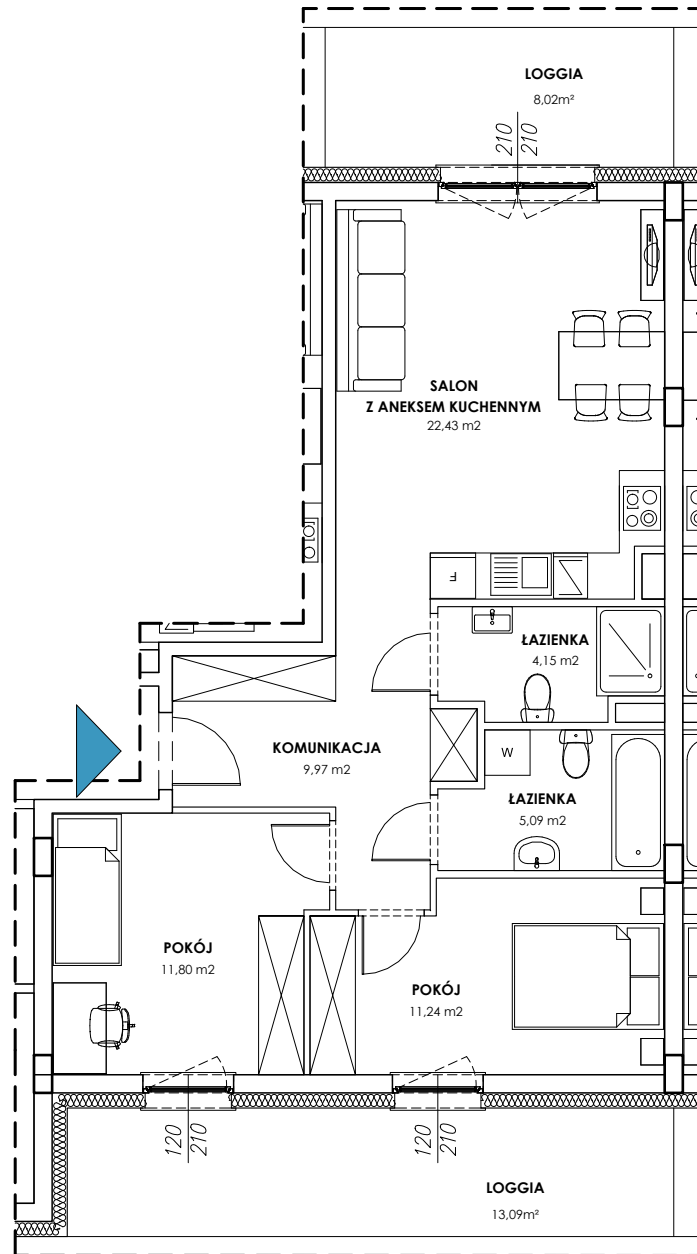 LOGGIA
8,02m²
210
210
SALON
Z ANEKSEM KUCHENNYM
22,43 m2
F
ŁAZIENKA
4,15 m2
KOMUNIKACJA
9,97 m2
W
ŁAZIENKA
5,09 m2
POKÓJ
11,80 m2
POKÓJ
11,24 m2
120
210
120
210
LOGGIA
13,09m²